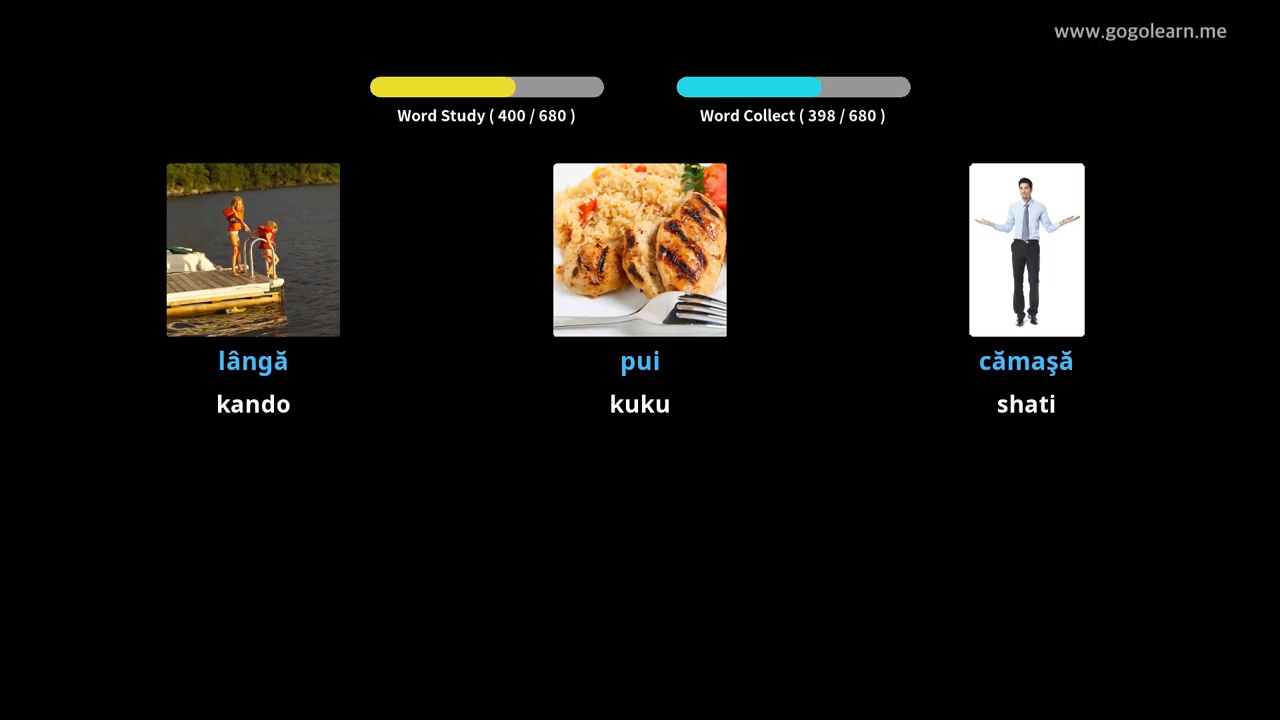 www.gogolearn.me
Word Study ( 400 / 680 )
Word Collect ( 398 / 680 )
lângă
pui
cămaşă
kando
kuku
shati